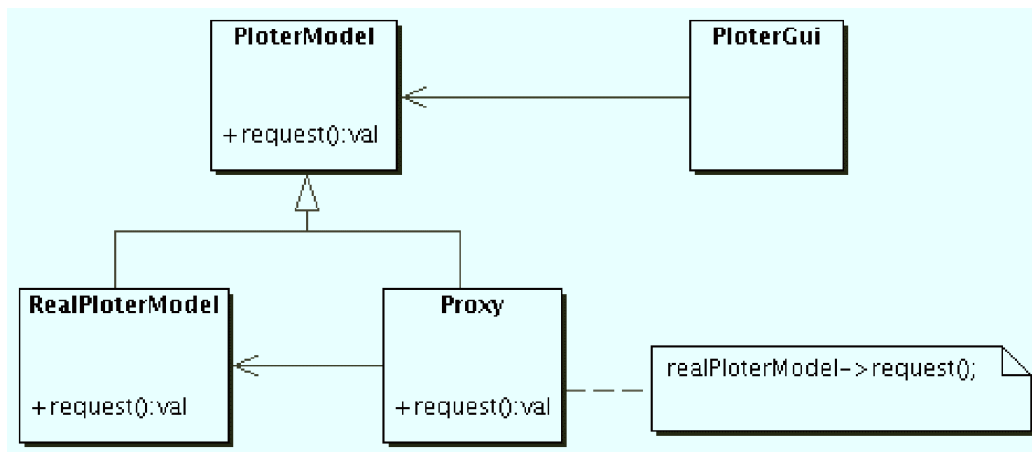 PloterModel
+request():val
PloterGui
RealPloterModel
+request():val
Proxy
+request():val
realPloterModel->request();